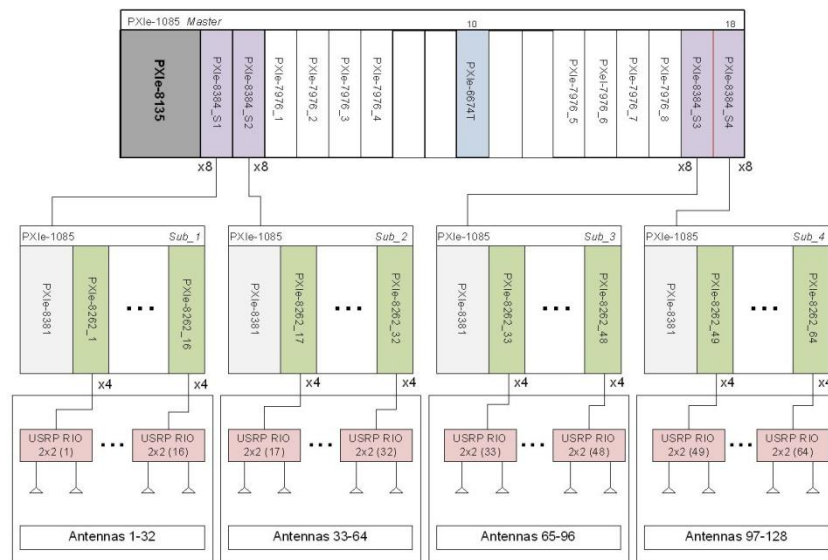 PXIe-1085 Master 10 18
PXIe-8135
PXIe-8384_S1
PXIe-8384_S2
PXIe-7976_1
PXIe-7976_2
PXIe-7976_3
PXIe-7976_4
PXIe-6674T
PXIe-7976_5
PXeI-7976_6
PXIe-7976_7
PXIe-7976_8
PXIe-8384_S3
PXIe-8384_S4
x8 x8 x8 x8
PXIe-1085 Sub_1
PXIe-8381
PXIe-8262_1
...
PXIe-8262_16
x4 x4
USRP RIO
2x2 (1)
...
USRP RIO
2x2 (16)
Antennas 1-32
PXIe-1085 Sub_2
PXIe-8381
PXIe-8262_17
...
PXIe-8262_32
x4 x4
USRP RIO
2x2 (17)
...
USRP RIO
2x2 (32)
Antennas 33-64
PXIe-1085 Sub_3
PXIe-8381
PXIe-8262_33
...
PXIe-8262_48
x4 x4
USRP RIO
2x2 (33)
...
USRP RIO
2x2 (48)
Antennas 65-96
PXIe-1085 Sub_4
PXIe-8381
PXIe-8262_49
...
PXIe-8262_64
x4 x4
USRP RIO
2x2 (49)
...
USRP RIO
2x2 (64)
Antennas 97-128